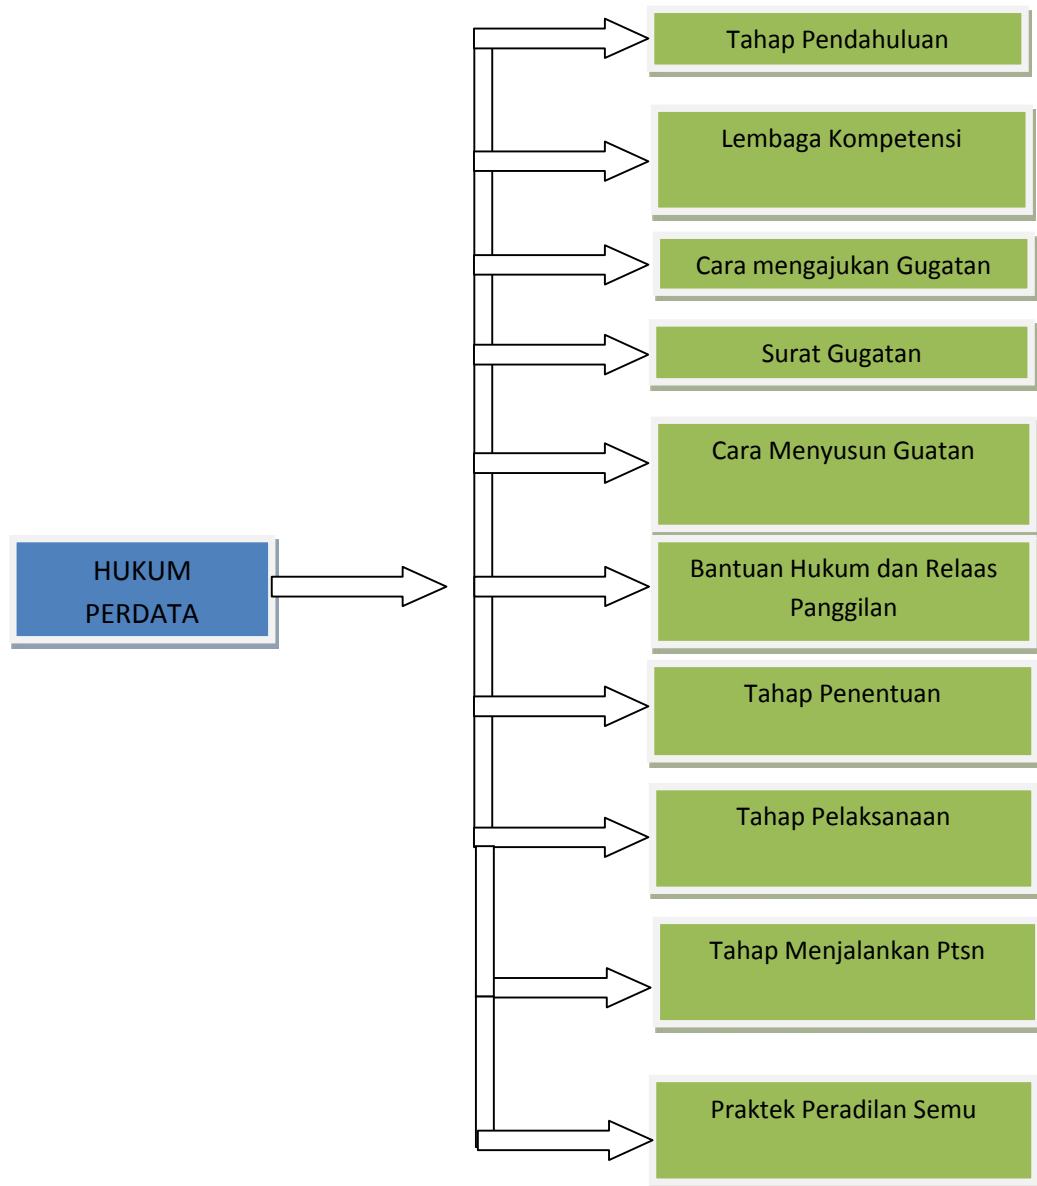 Tahap Pendahuluan
Lembaga Kompetensi
Cara mengajukan Gugatan
Surat Gugatan
Cara Menyusun Guatan
HUKUM
PERDATA
Bantuan Hukum dan Relaas
Panggilan
Tahap Penentuan
Tahap Pelaksanaan
Tahap Menjalankan Ptsn
Praktek Peradilan Semu